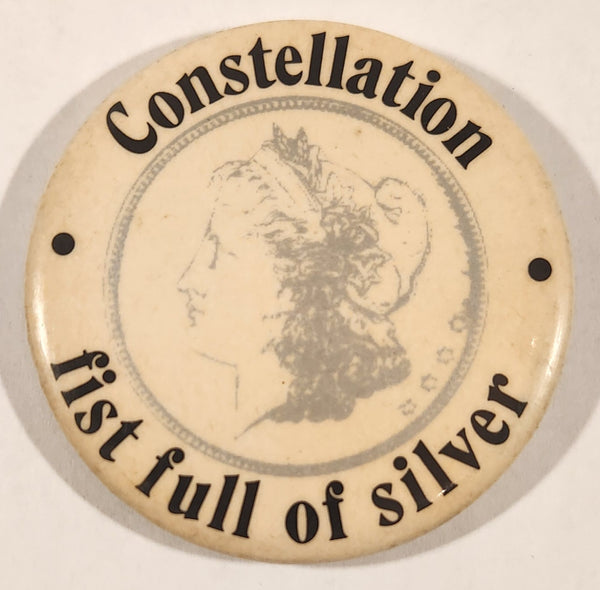 Constellation
fist full of silver